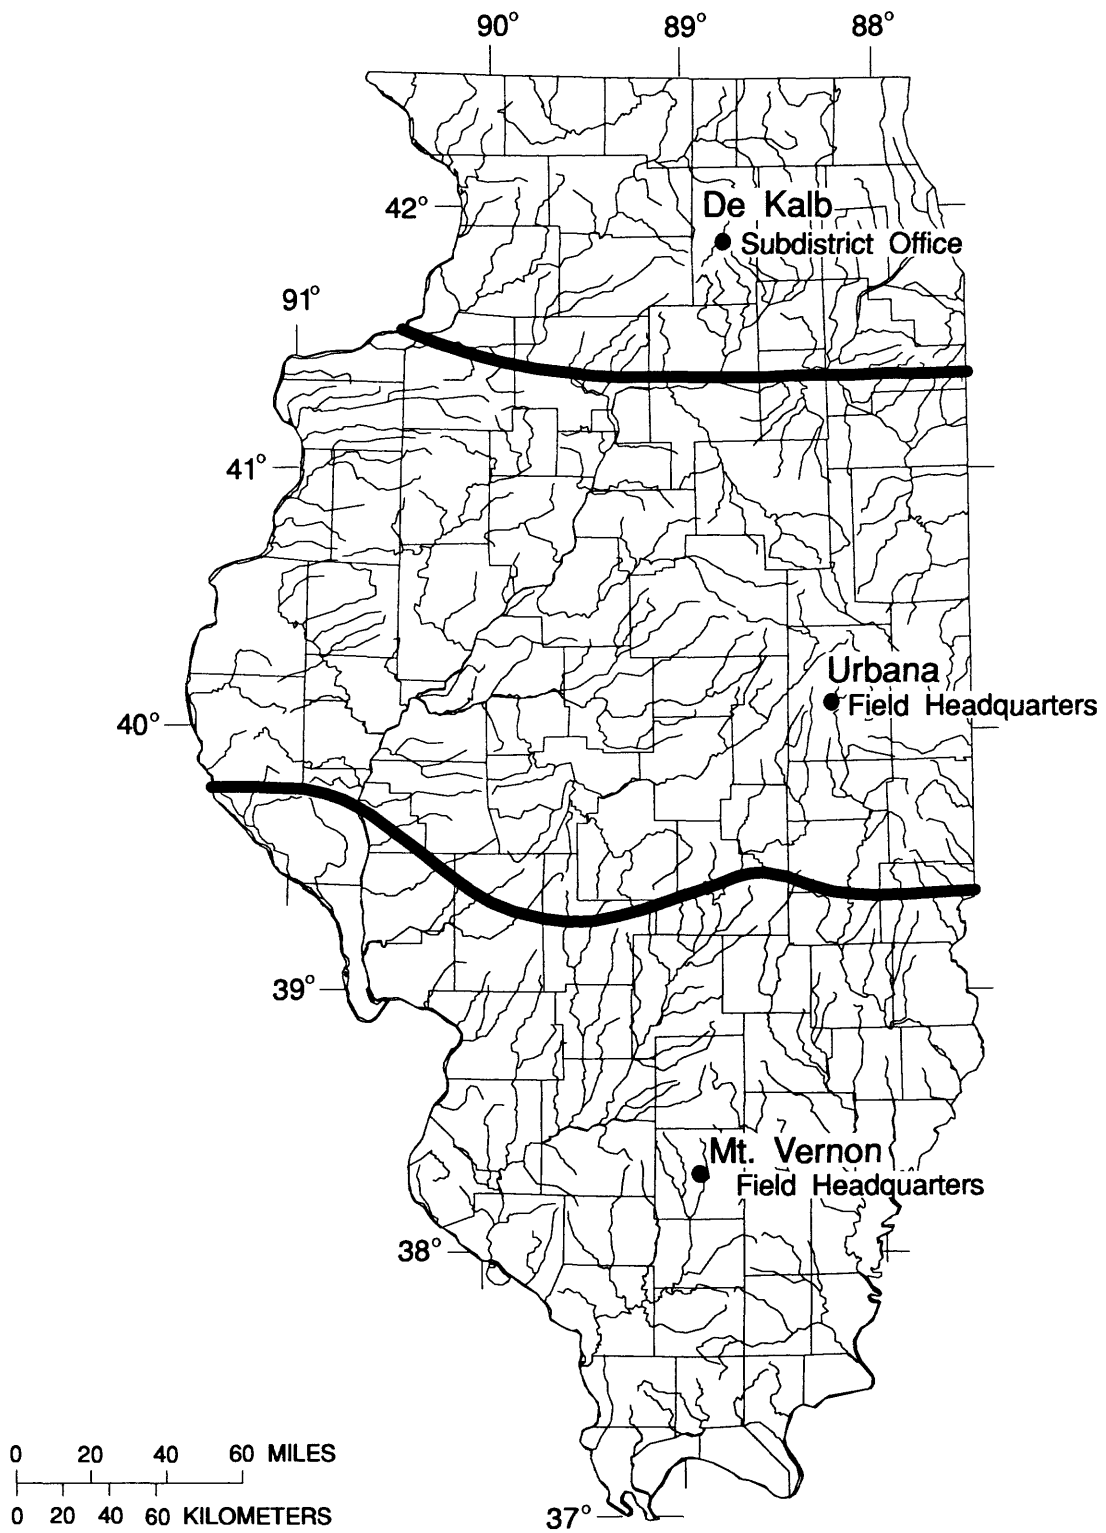 90° 89° 88°
De Kalb
42°
Subdistrict Office
91°
41°
Urbana
Field Headquarters
40°
39°
Mt. Vernon
Field Headquarters
38°
0 20 40 60 MILES
0 20 40 60 KILOMETERS
37°